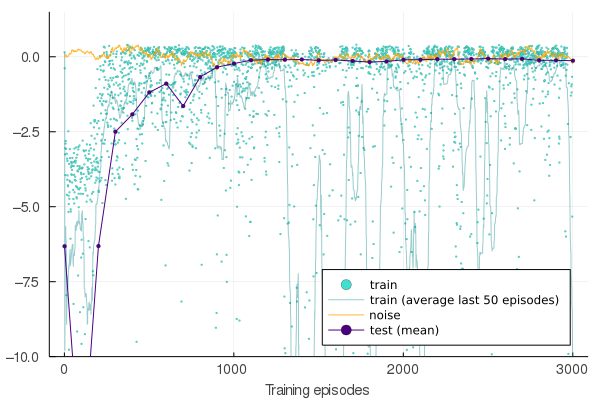 0.0
−2.5
−5.0
−7.5
−10.0
0
1000
2000
3000
Training episodes
train
train (average last 50 episodes)
noise
test (mean)